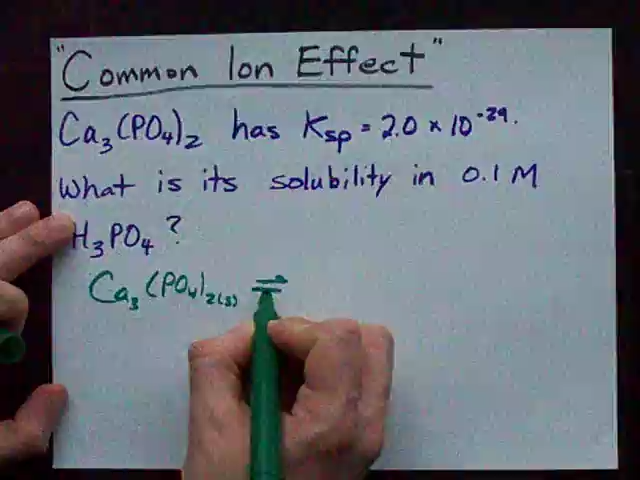 "Common Ion Effect"
Ca₃(PO₄)₂ has Ksp = 2.0 × 10⁻²⁹.
What is its solubility in 0.1 M
H₃PO₄?
Ca₃(PO₄)₂(s) ⇌